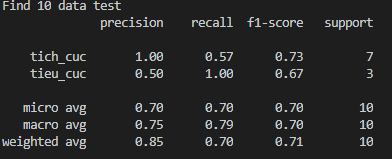 Find 10 data test
precision recall f1-score support
tich_cuc 1.00 0.57 0.73 7
tieu_cuc 0.50 1.00 0.67 3
micro avg 0.70 0.70 0.70 10
macro avg 0.75 0.79 0.70 10
weighted avg 0.85 0.70 0.71 10